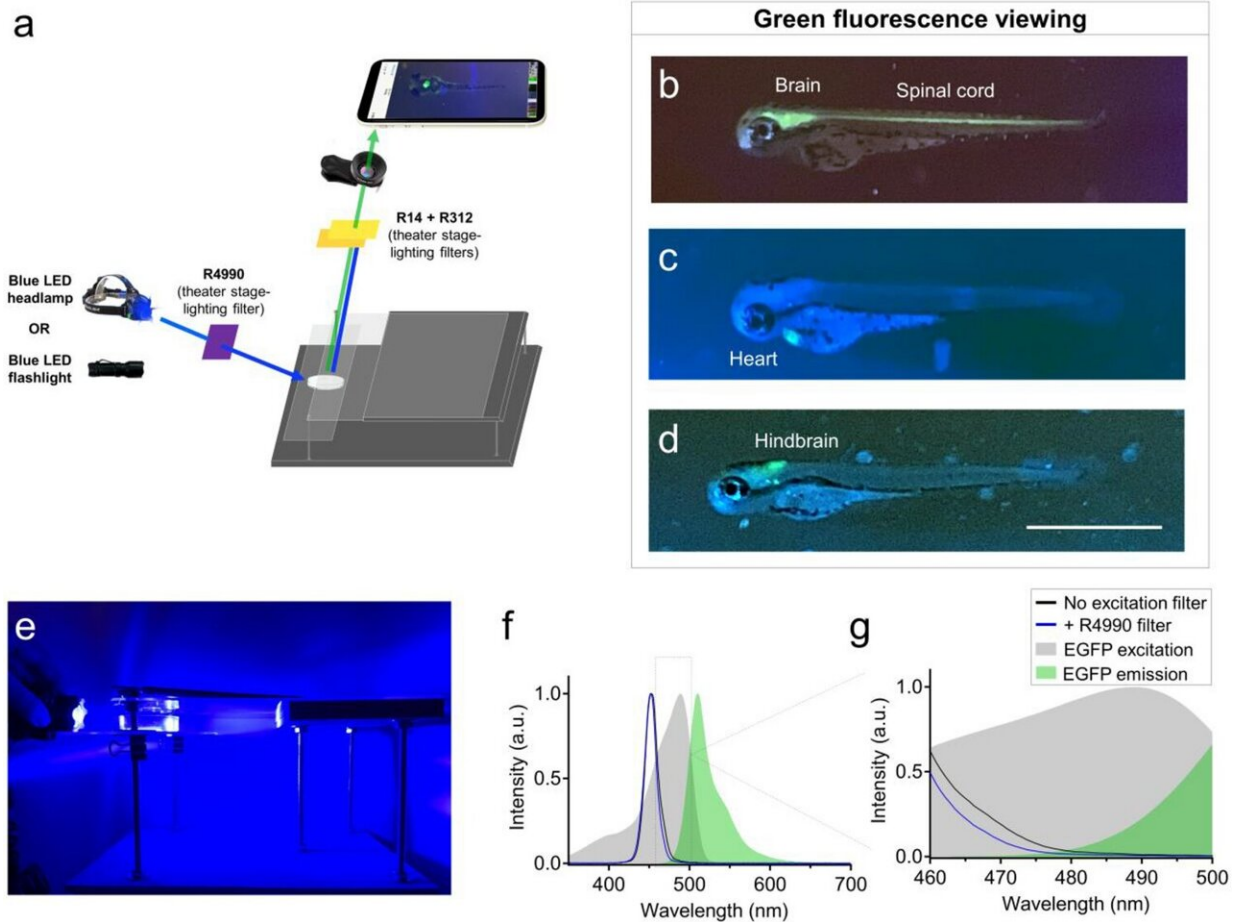 a
R14 + R312
(theater stage-
lighting filters)
Blue LED
headlamp
OR
Blue LED
flashlight
R4990
(theater stage-
lighting filter)
Green fluorescence viewing
b
Brain
Spinal cord
c
Heart
d
Hindbrain
e
f
Intensity (a.u.)
1.0
0.5
0.0
400 500 600 700
Wavelength (nm)
g
No excitation filter
+ R4990 filter
EGFP excitation
EGFP emission
Intensity (a.u.)
1.0
0.5
0.0
460 470 480 490 500
Wavelength (nm)